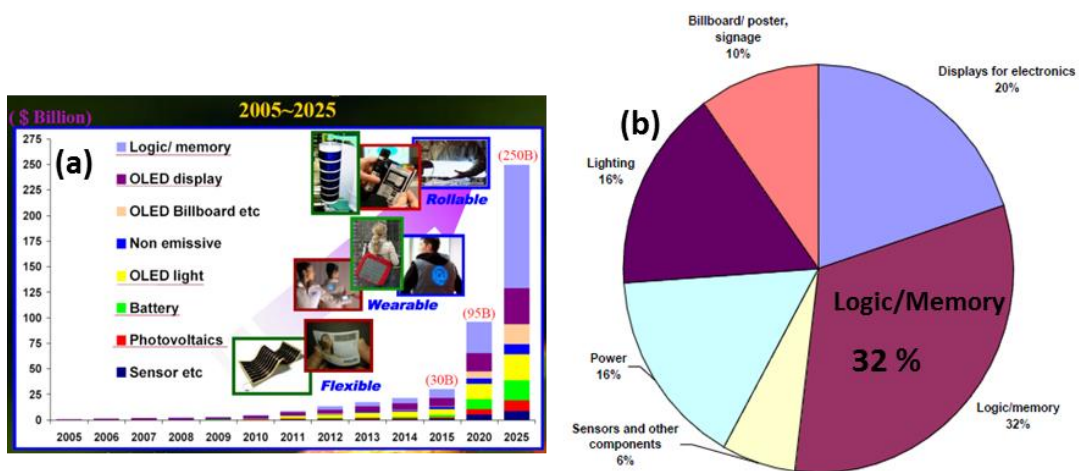 ( $ Billion)
2005~2025
(a)
275
250
225
200
175
150
125
100
75
50
25
0
Logic/ memory
OLED display
OLED Billboard etc
Non emissive
OLED light
Battery
Photovoltaics
Sensor etc
Rollable
Wearable
Flexible
(30B)
(95B)
(250B)
2005 2006 2007 2008 2009 2010 2011 2012 2013 2014 2015 2020 2025
(b)
Billboard/ poster,
signage
10%
Displays for electronics
20%
Lighting
16%
Logic/Memory
32 %
Power
16%
Sensors and other
components
6%
Logic/memory
32%